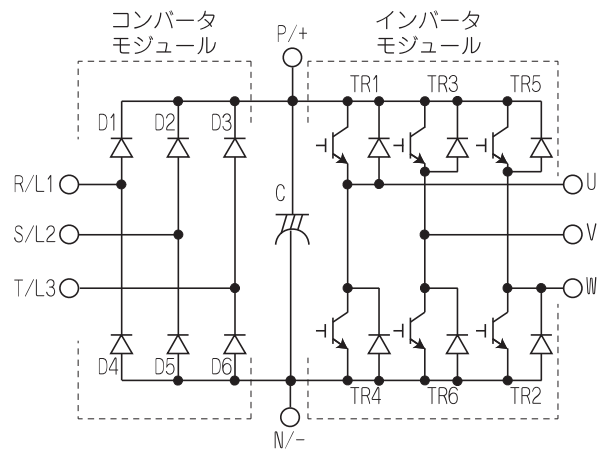 コンバータ
モジュール
P/+
インバータ
モジュール
TR1 TR3 TR5
D1 D2 D3
R/L1
U
C
S/L2
V
T/L3
W
D4 D5 D6
TR4 TR6 TR2
N/−